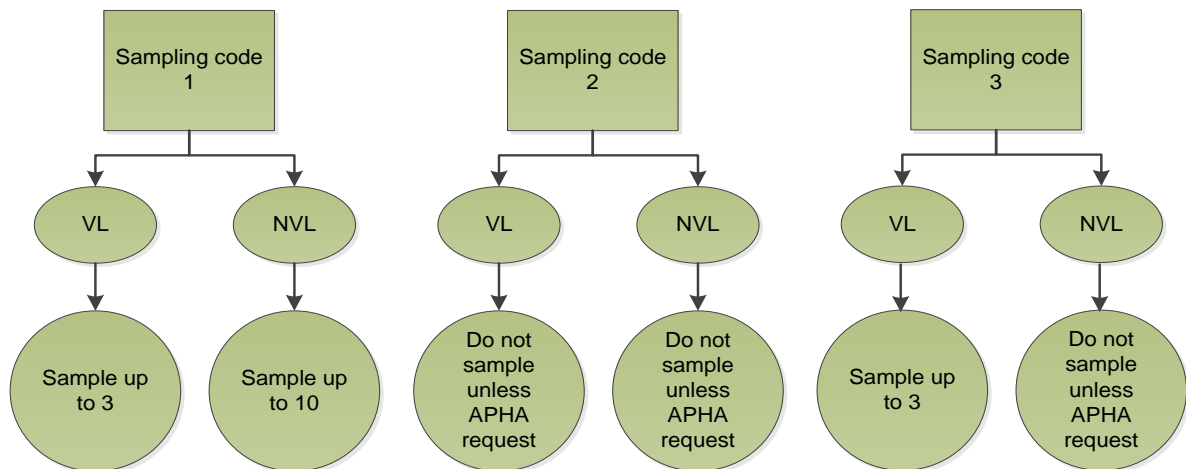 Sampling code
1
Sampling code
2
Sampling code
3
VL
NVL
VL
NVL
VL
NVL
Sample up
to 3
Sample up
to 10
Do not
sample
unless
APHA
request
Do not
sample
unless
APHA
request
Sample up
to 3
Do not
sample
unless
APHA
request